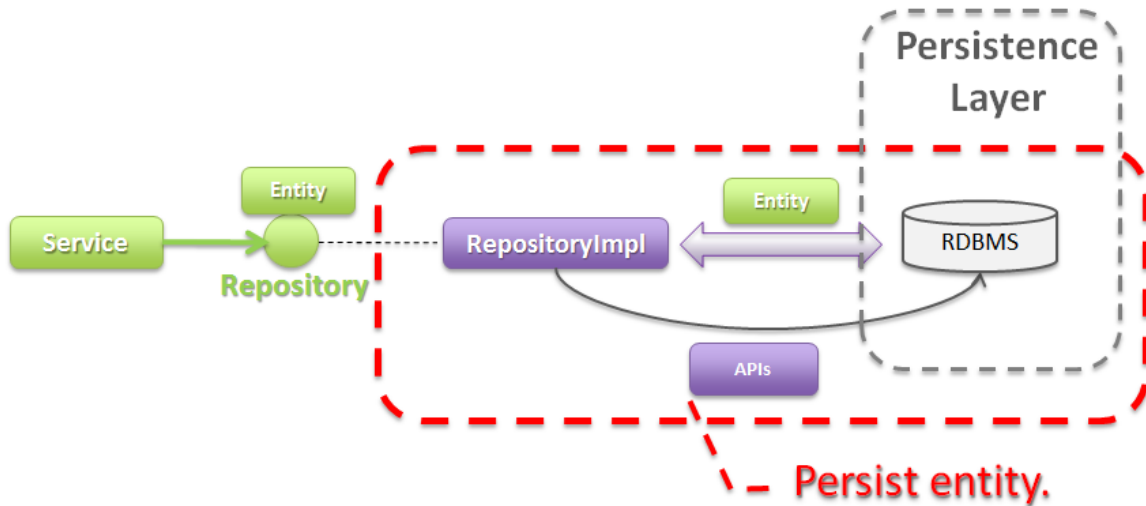 Persistence
Layer
Entity
Entity
Service
RepositoryImpl
RDBMS
Repository
APIs
Persist entity.